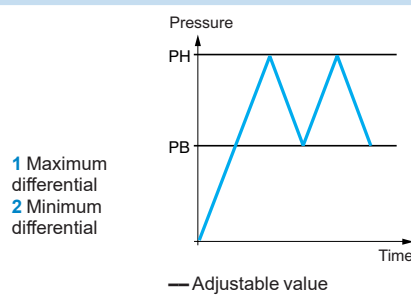 Pressure
PH
PB
1 Maximum
differential
2 Minimum
differential
Time
Adjustable value